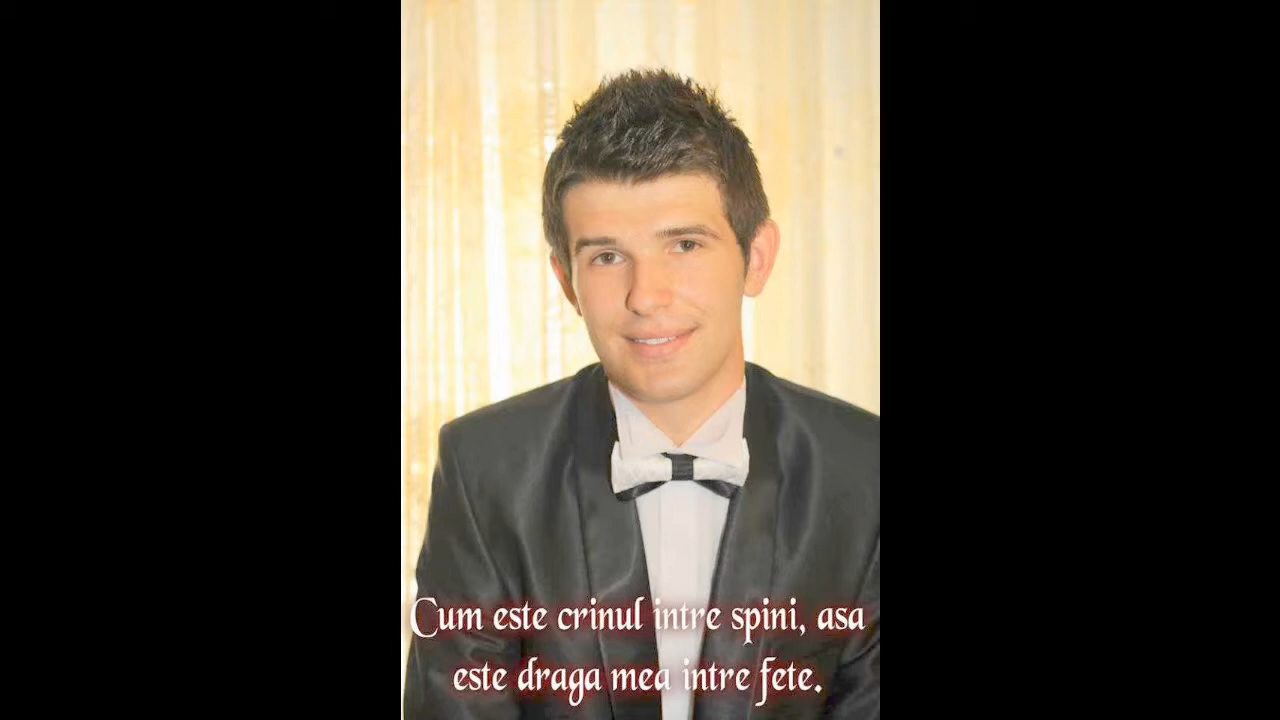 Cum este crinul intre spini, asa
este draga mea intre fete.